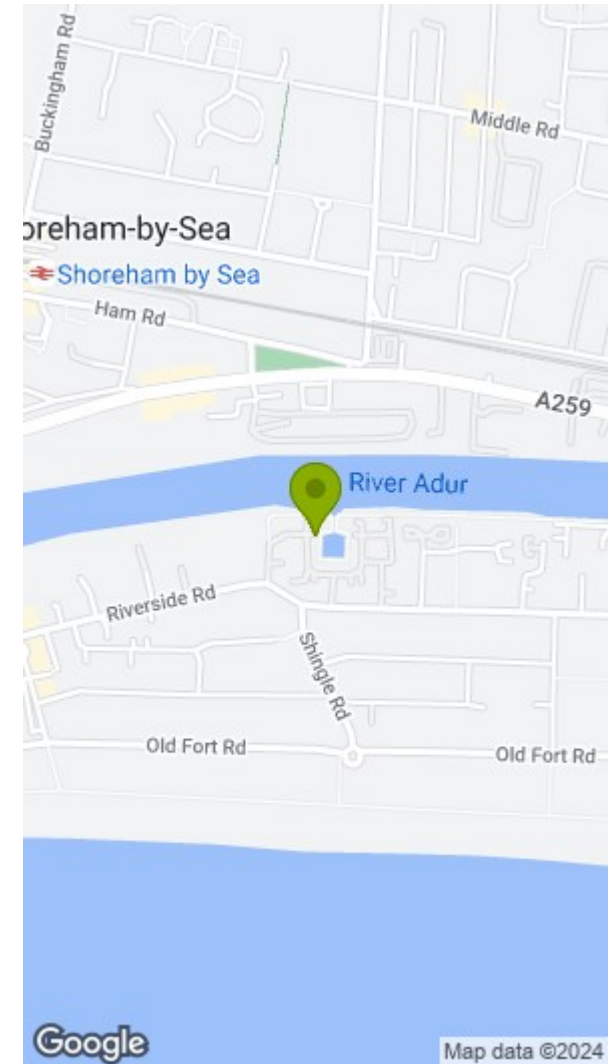 Buckingham Rd
Middle Rd
oreham-by-Sea
Shoreham by Sea
Ham Rd
A259
River Adur
Riverside Rd
Shingle Rd
Old Fort Rd
Old Fort Rd
Google
Map data ©2024